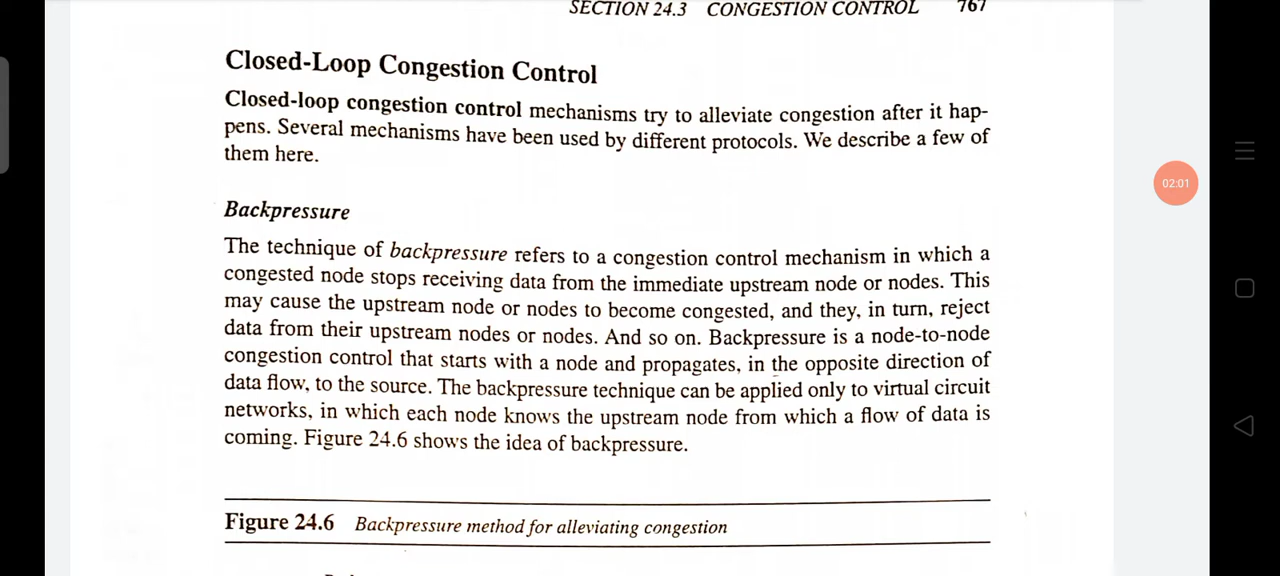 SECTION 24.3 CONGESTION CONTROL 767
Closed-Loop Congestion Control
Closed-loop congestion control mechanisms try to alleviate congestion after it hap-
pens. Several mechanisms have been used by different protocols. We describe a few of
them here.
Backpressure
The technique of backpressure refers to a congestion control mechanism in which a
congested node stops receiving data from the immediate upstream node or nodes. This
may cause the upstream node or nodes to become congested, and they, in turn, reject
data from their upstream nodes or nodes. And so on. Backpressure is a node-to-node
congestion control that starts with a node and propagates, in the opposite direction of
data flow, to the source. The backpressure technique can be applied only to virtual circuit
networks, in which each node knows the upstream node from which a flow of data is
coming. Figure 24.6 shows the idea of backpressure.
Figure 24.6 Backpressure method for alleviating congestion
02:01